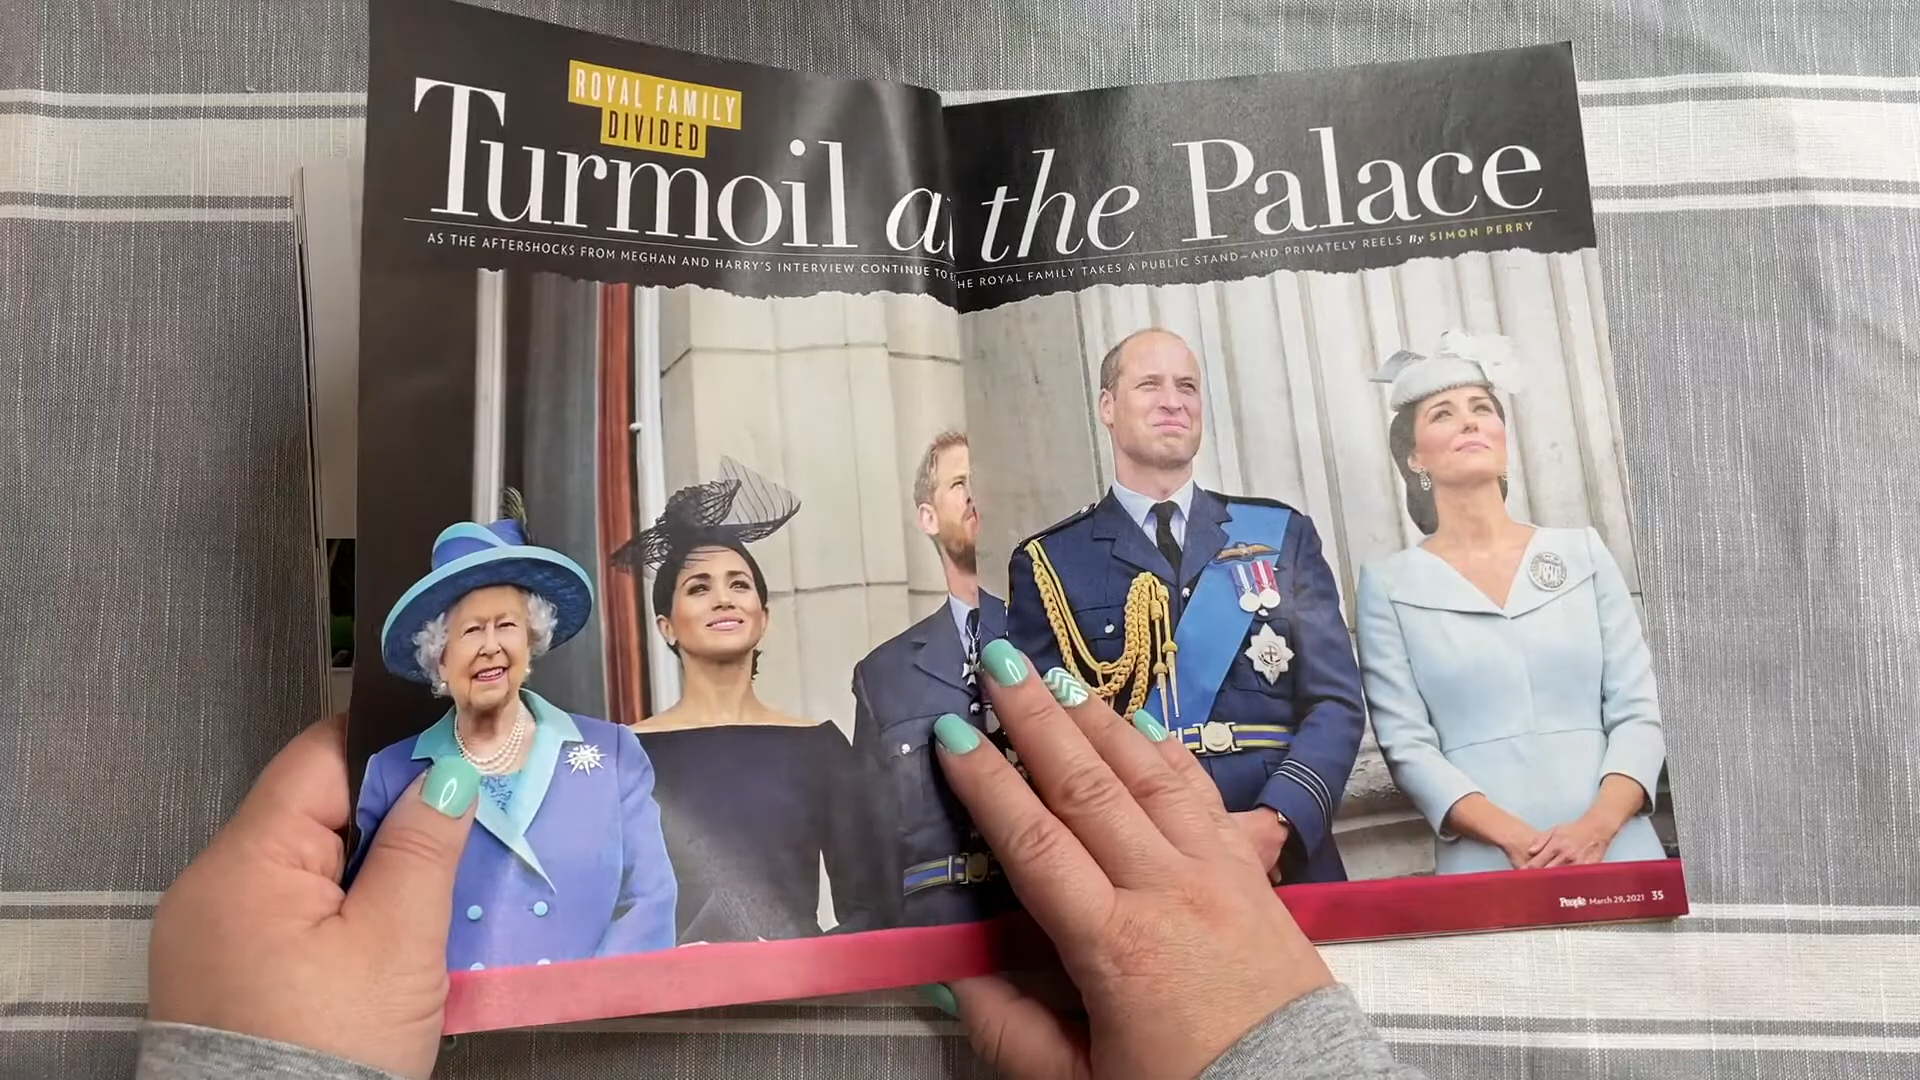 ROYAL FAMILY
DIVIDED
Turmoil a the Palace
AS THE AFTERSHOCKS FROM MEGHAN AND HARRY'S INTERVIEW CONTINUE TO HE ROYAL FAMILY TAKES A PUBLIC STAND—AND PRIVATELY REELS By SIMON PERRY
People March 29, 2021 35